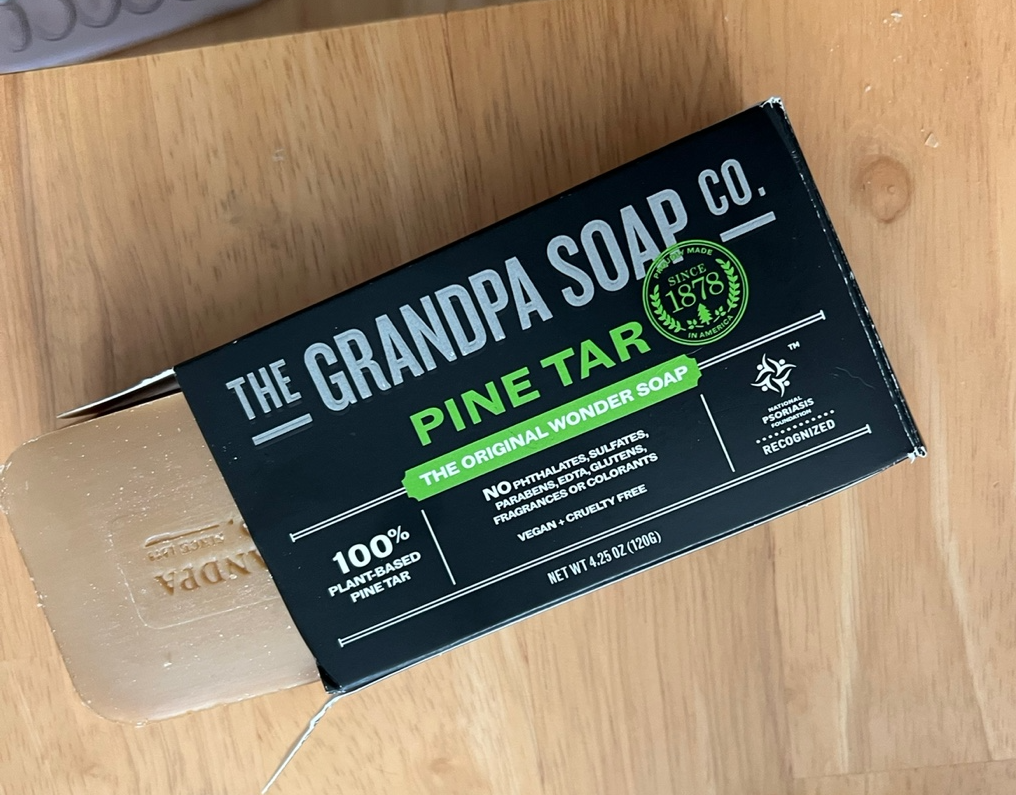 THE GRANDPA SOAP CO.
PROUDLY MADE
SINCE
1878
IN AMERICA
PINE TAR
THE ORIGINAL WONDER SOAP
100%
PLANT-BASED
PINE TAR
NO PHTHALATES, SULFATES,
PARABENS, EDTA, GLUTENS,
FRAGRANCES OR COLORANTS
VEGAN + CRUELTY FREE
TM
NATIONAL
PSORIASIS
FOUNDATION
RECOGNIZED
NET WT 4.25 OZ (120G)
ANDPA